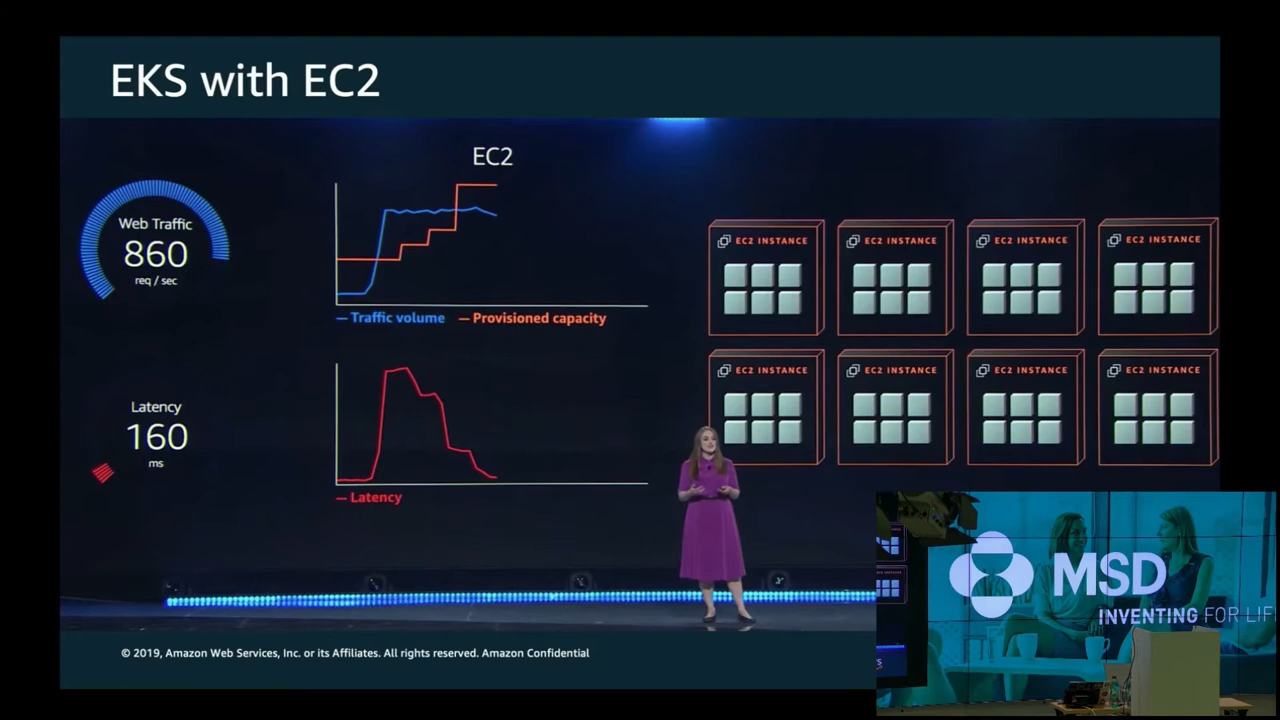 EKS with EC2
EC2
Web Traffic
860
req / sec
— Traffic volume — Provisioned capacity
Latency
160
ms
— Latency
EC2 INSTANCE
EC2 INSTANCE
EC2 INSTANCE
EC2 INSTANCE
EC2 INSTANCE
EC2 INSTANCE
EC2 INSTANCE
EC2 INSTANCE
MSD
INVENTING FOR LIF
© 2019, Amazon Web Services, Inc. or its Affiliates. All rights reserved. Amazon Confidential